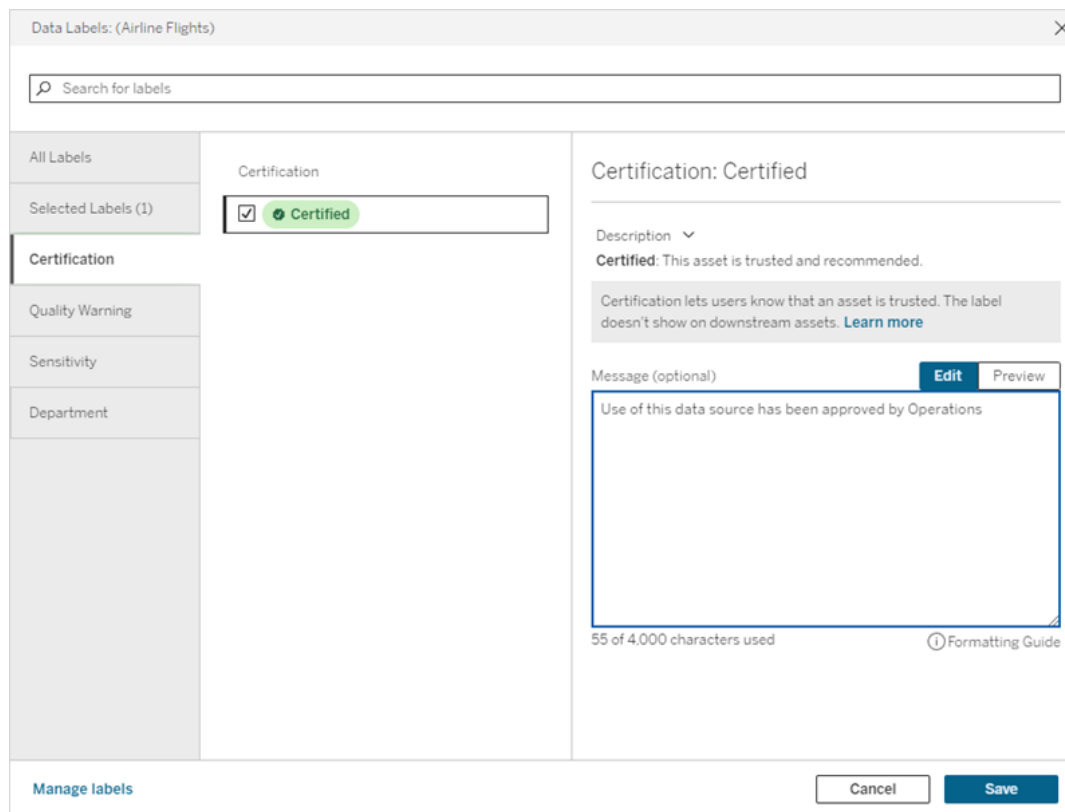 Data Labels: (Airline Flights)
Search for labels
All Labels
Selected Labels (1)
Certification
Quality Warning
Sensitivity
Department
Certification
Certified
Certification: Certified
Description
Certified: This asset is trusted and recommended.
Certification lets users know that an asset is trusted. The label
doesn't show on downstream assets. Learn more
Message (optional)
Edit
Preview
Use of this data source has been approved by Operations
55 of 4,000 characters used
Formatting Guide
Manage labels
Cancel
Save